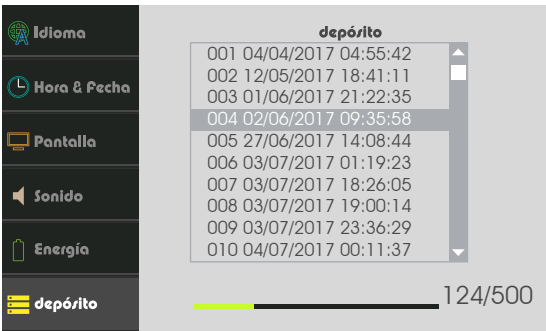 Idioma
Hora & Fecha
Pantalla
Sonido
Energía
depósito
depósito
001 04/04/2017 04:55:42
002 12/05/2017 18:41:11
003 01/06/2017 21:22:35
004 02/06/2017 09:35:58
005 27/06/2017 14:08:44
006 03/07/2017 01:19:23
007 03/07/2017 18:26:05
008 03/07/2017 19:00:14
009 03/07/2017 23:36:29
010 04/07/2017 00:11:37
124/500